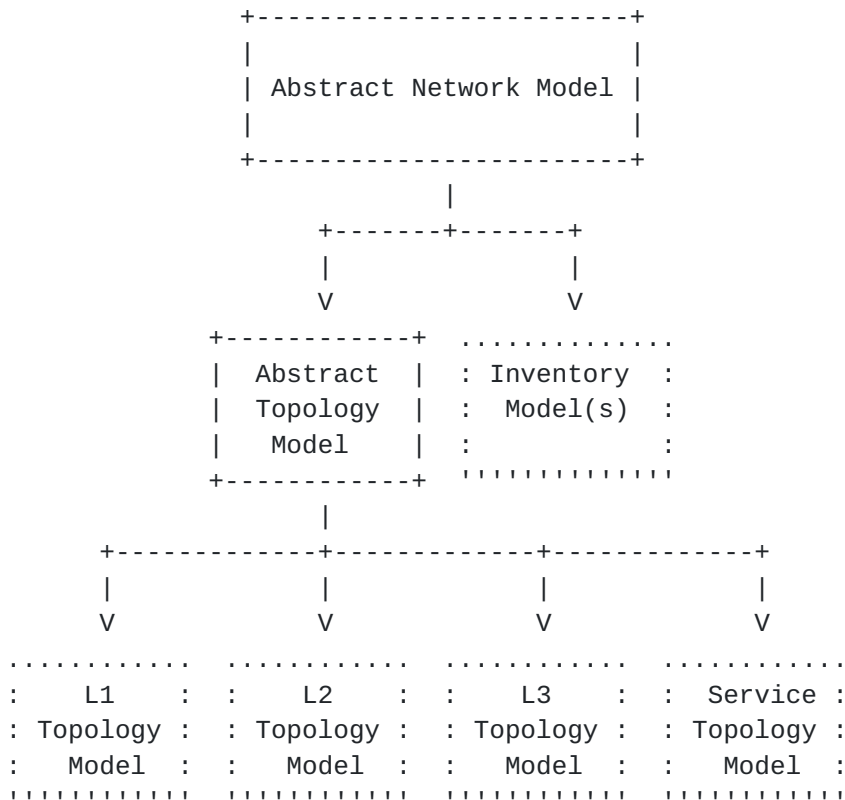 Abstract Network Model
Abstract
Topology
Model
Inventory
Model(s)
L1
Topology
Model
L2
Topology
Model
L3
Topology
Model
Service
Topology
Model